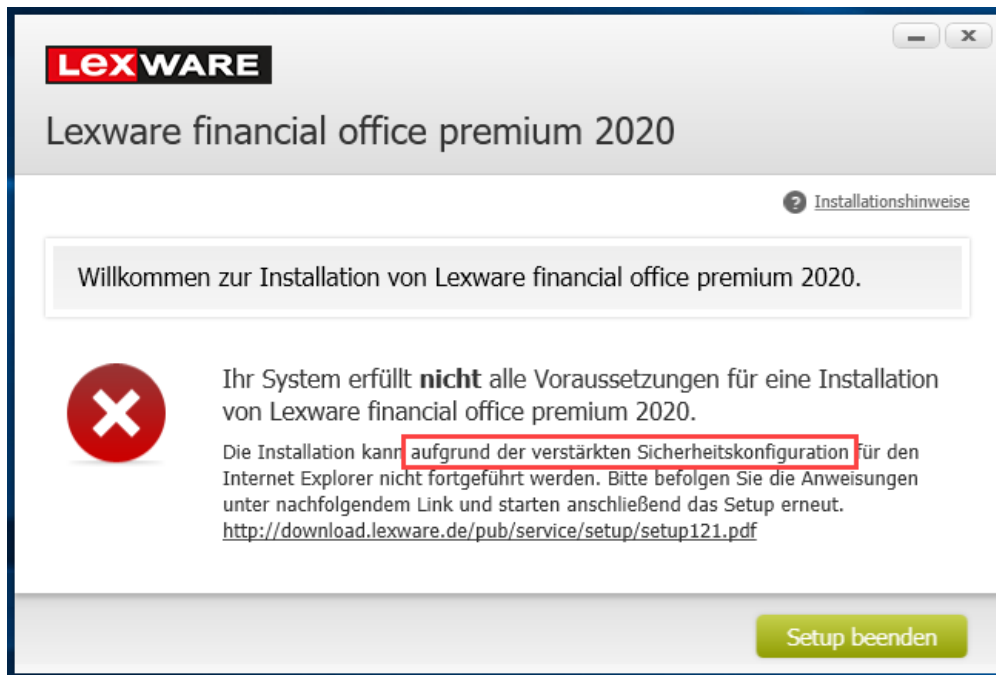 LEXWARE
Lexware financial office premium 2020
Installationshinweise
Willkommen zur Installation von Lexware financial office premium 2020.
Ihr System erfüllt nicht alle Voraussetzungen für eine Installation
von Lexware financial office premium 2020.
Die Installation kann aufgrund der verstärkten Sicherheitskonfiguration für den
Internet Explorer nicht fortgeführt werden. Bitte befolgen Sie die Anweisungen
unter nachfolgendem Link und starten anschließend das Setup erneut.
http://download.lexware.de/pub/service/setup/setup121.pdf
Setup beenden